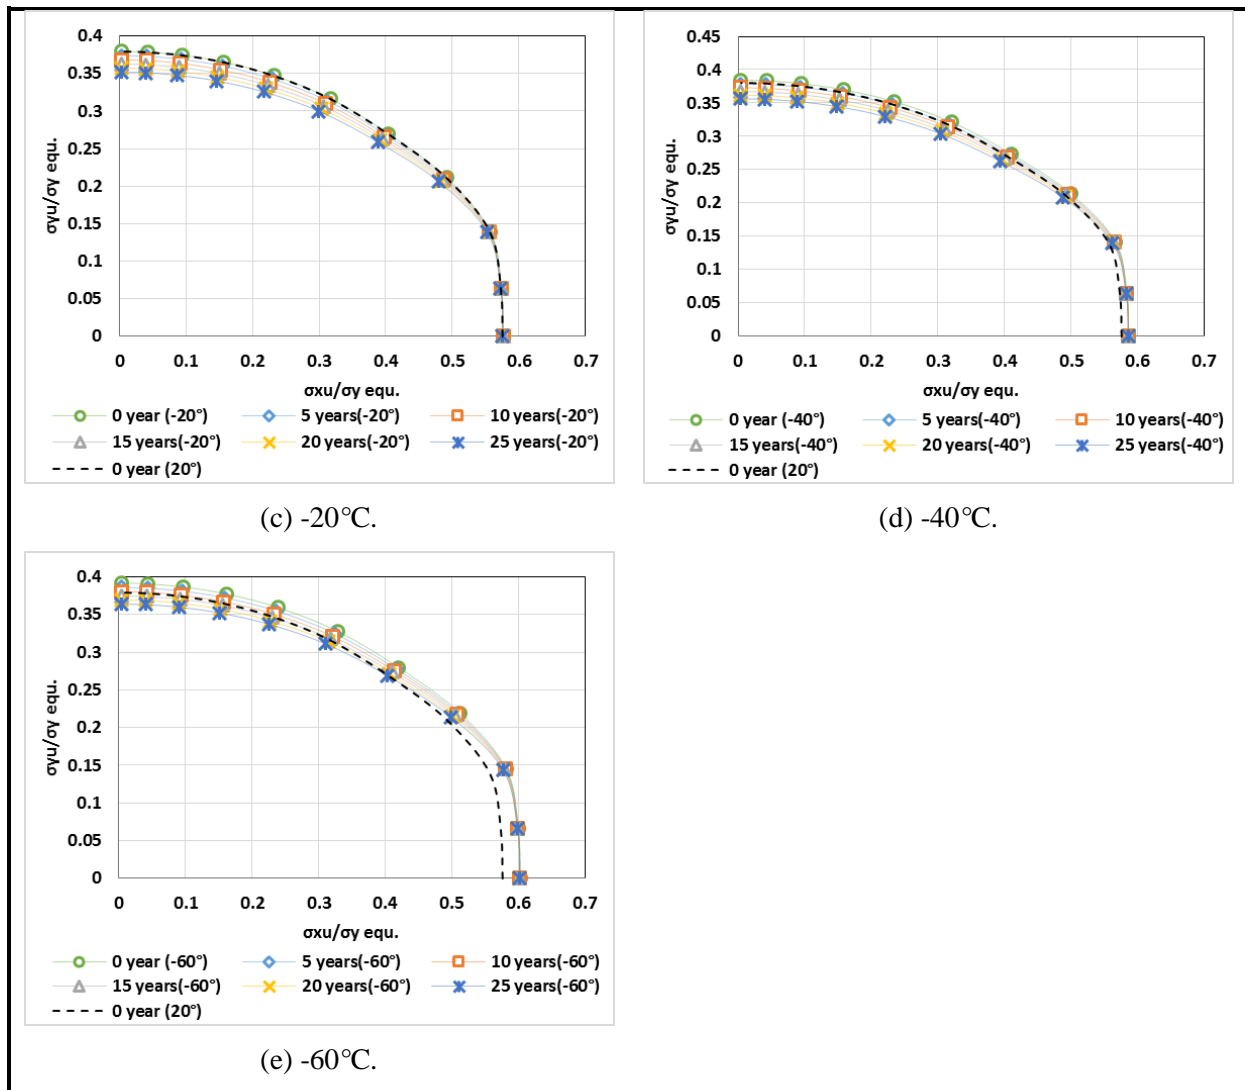 0.4
0.35
0.3
0.25
0.2
0.15
0.1
0.05
0
σyu/σy equ.
0 0.1 0.2 0.3 0.4 0.5 0.6 0.7
σxu/σy equ.
0 year (-20°) 5 years(-20°) 10 years(-20°)
15 years(-20°) 20 years(-20°) 25 years(-20°)
0 year (20°)
(c) -20℃.
0.45
0.4
0.35
0.3
0.25
0.2
0.15
0.1
0.05
0
σyu/σy equ.
0 0.1 0.2 0.3 0.4 0.5 0.6 0.7
σxu/σy equ.
0 year (-40°) 5 years(-40°) 10 years(-40°)
15 years(-40°) 20 years(-40°) 25 years(-40°)
0 year (20°)
(d) -40℃.
0.4
0.35
0.3
0.25
0.2
0.15
0.1
0.05
0
σyu/σy equ.
0 0.1 0.2 0.3 0.4 0.5 0.6 0.7
σxu/σy equ.
0 year (-60°) 5 years(-60°) 10 years(-60°)
15 years(-60°) 20 years(-60°) 25 years(-60°)
0 year (20°)
(e) -60℃.